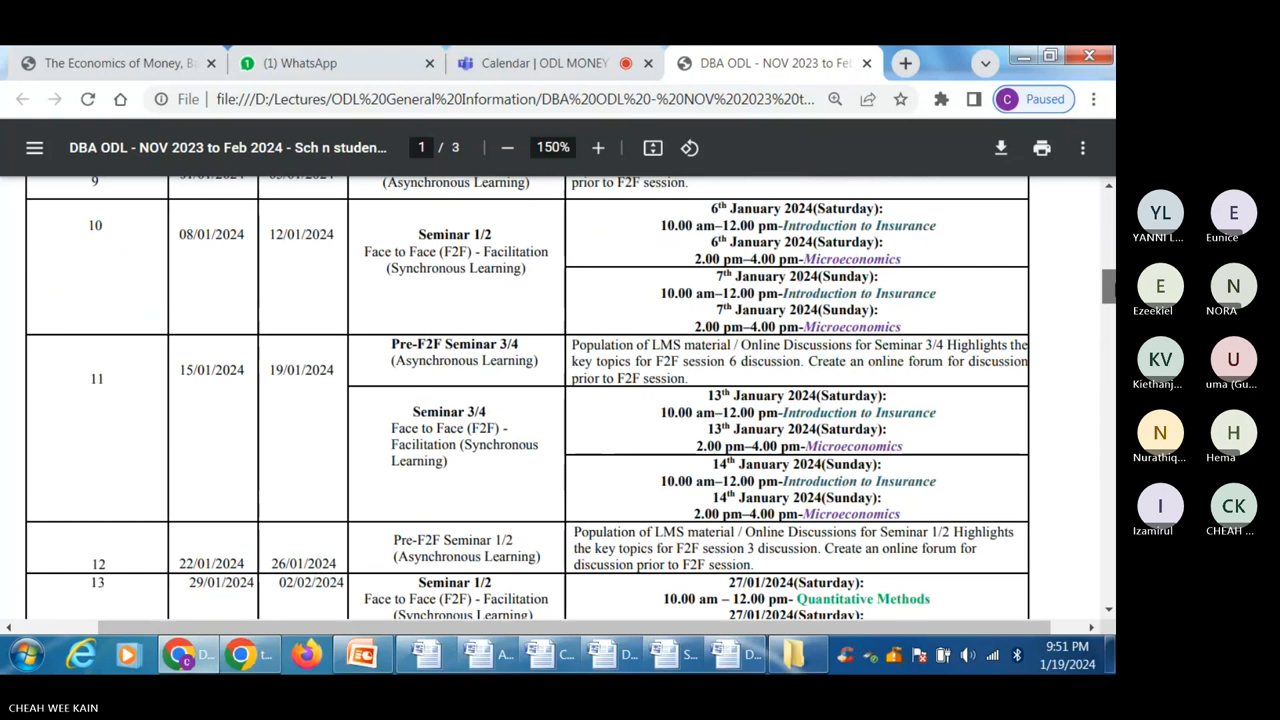 The Economics of Money, B
(1) WhatsApp
Calendar | ODL MONEY
DBA ODL - NOV 2023 to Feb
File
file:///D:/Lectures/ODL%20General%20Information/DBA%20ODL%20-%20NOV%202023%20t...
C
Paused
DBA ODL - NOV 2023 to Feb 2024 - Sch n studen...
1 / 3
150%
9
(Asynchronous Learning)
prior to F2F session.
10
08/01/2024
12/01/2024
Seminar 1/2
Face to Face (F2F) - Facilitation
(Synchronous Learning)
6th January 2024(Saturday):
10.00 am–12.00 pm-Introduction to Insurance
6th January 2024(Saturday):
2.00 pm–4.00 pm-Microeconomics
7th January 2024(Sunday):
10.00 am–12.00 pm-Introduction to Insurance
7th January 2024(Sunday):
2.00 pm–4.00 pm-Microeconomics
11
15/01/2024
19/01/2024
Pre-F2F Seminar 3/4
(Asynchronous Learning)
Population of LMS material / Online Discussions for Seminar 3/4 Highlights the
key topics for F2F session 6 discussion. Create an online forum for discussion
prior to F2F session.
Seminar 3/4
Face to Face (F2F) -
Facilitation (Synchronous
Learning)
13th January 2024(Saturday):
10.00 am–12.00 pm-Introduction to Insurance
13th January 2024(Saturday):
2.00 pm–4.00 pm-Microeconomics
14th January 2024(Sunday):
10.00 am–12.00 pm-Introduction to Insurance
14th January 2024(Sunday):
2.00 pm–4.00 pm-Microeconomics
12
22/01/2024
26/01/2024
Pre-F2F Seminar 1/2
(Asynchronous Learning)
Population of LMS material / Online Discussions for Seminar 1/2 Highlights
the key topics for F2F session 3 discussion. Create an online forum for
discussion prior to F2F session.
13
29/01/2024
02/02/2024
Seminar 1/2
Face to Face (F2F) - Facilitation
(Synchronous Learning)
27/01/2024(Saturday):
10.00 am – 12.00 pm- Quantitative Methods
27/01/2024(Saturday):
D...
t...
A...
C...
D...
S...
D...
9:51 PM
1/19/2024
YL
YANNI L...
E
Eunice
E
Ezeekiel
N
NORA
KV
Kiethanj...
U
uma (Gu...
N
Nurathiq...
H
Hema
I
Izamirul
CK
CHEAH ...
CHEAH WEE KAIN